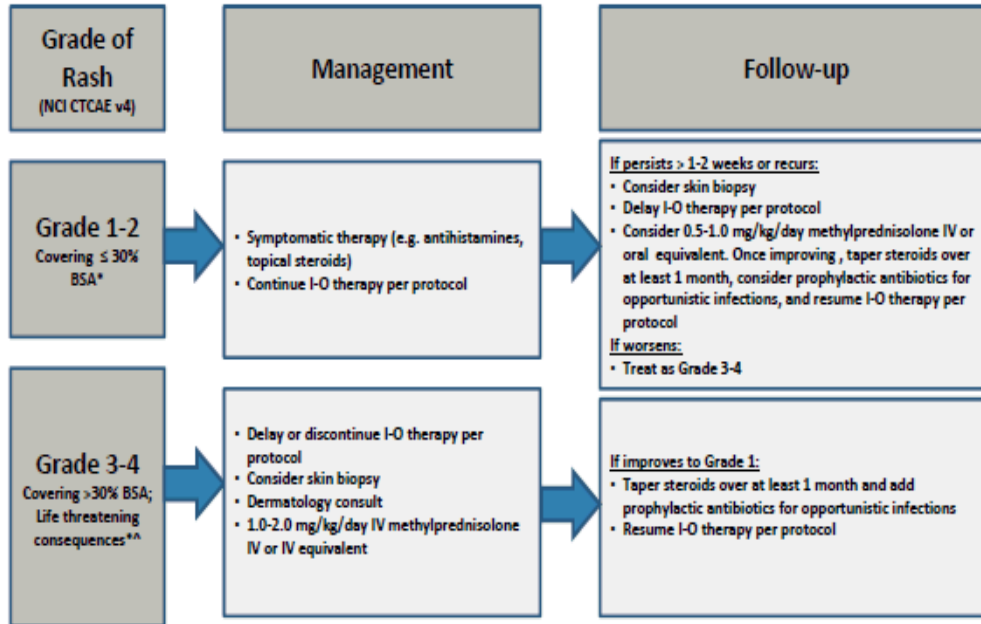 Grade of
Rash
(NCI CTCAE v4)
Management
Follow-up
Grade 1-2
Covering ≤ 30%
BSA*
• Symptomatic therapy (e.g. antihistamines,
topical steroids)
• Continue I-O therapy per protocol
If persists > 1-2 weeks or recurs:
• Consider skin biopsy
• Delay I-O therapy per protocol
• Consider 0.5-1.0 mg/kg/day methylprednisolone IV or
oral equivalent. Once improving , taper steroids over
at least 1 month, consider prophylactic antibiotics for
opportunistic infections, and resume I-O therapy per
protocol
If worsens:
• Treat as Grade 3-4
Grade 3-4
Covering >30% BSA;
Life threatening
consequences*^
• Delay or discontinue I-O therapy per
protocol
• Consider skin biopsy
• Dermatology consult
• 1.0-2.0 mg/kg/day IV methylprednisolone
IV or IV equivalent
If improves to Grade 1:
• Taper steroids over at least 1 month and add
prophylactic antibiotics for opportunistic infections
• Resume I-O therapy per protocol